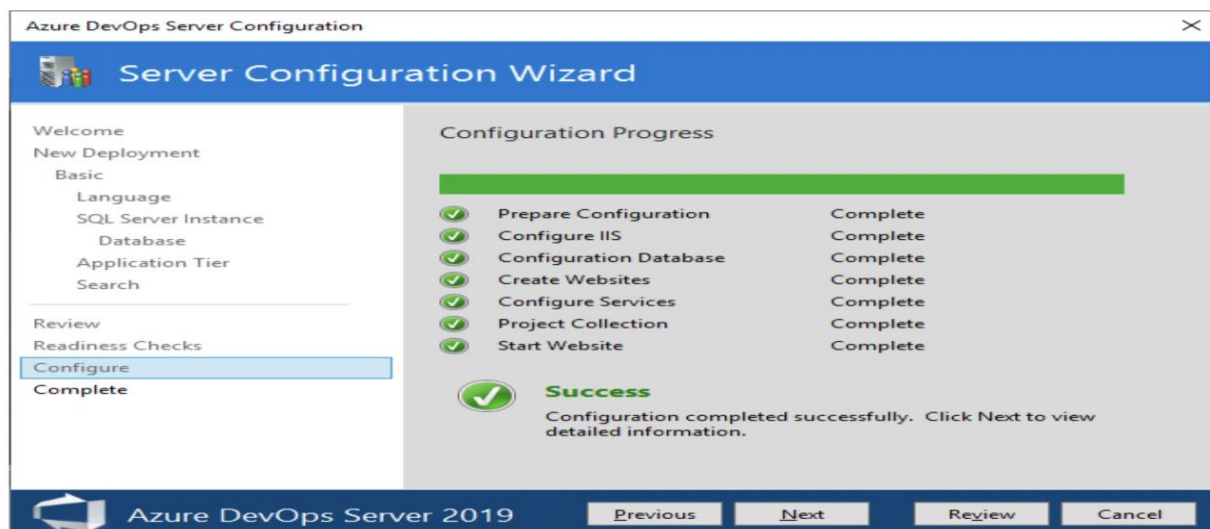 Azure DevOps Server Configuration
Server Configuration Wizard
Welcome
New Deployment
Basic
Language
SQL Server Instance
Database
Application Tier
Search
Review
Readiness Checks
Configure
Complete
Configuration Progress
Prepare Configuration Complete
Configure IIS Complete
Configuration Database Complete
Create Websites Complete
Configure Services Complete
Project Collection Complete
Start Website Complete
Success
Configuration completed successfully. Click Next to view
detailed information.
Azure DevOps Server 2019 Previous Next Review Cancel